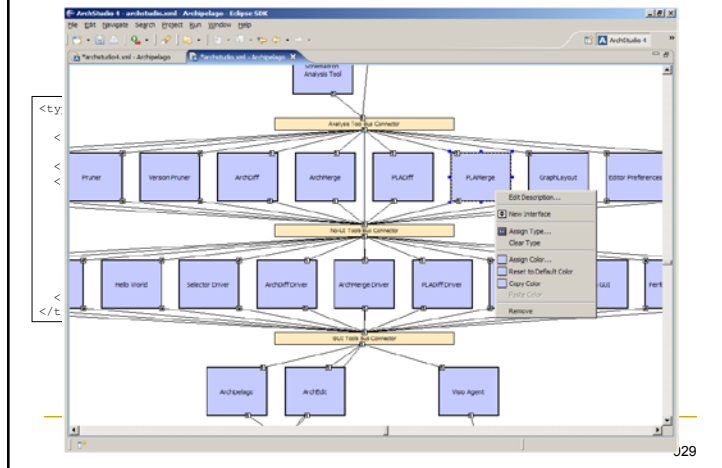 ArchStudio 4 - archstudio.xml - Archipelago - Eclipse SDK
File Edit Navigate Search Project Run Window Help
ArchStudio 4
*archstudio4.xml - Archipelago
*archstudio.xml - Archipelago
Schematron
Analysis Tool
Analysis Tool Bus Connector
<ty
<
<
<
Pruner
Version Pruner
ArchDiff
ArchMerge
PLADiff
PLAMerge
GraphLayout
Editor Preferences
Edit Description...
New Interface
Assign Type...
Clear Type
Assign Color...
Reset to Default Color
Copy Color
Paste Color
Remove
No-GUI Tools Bus Connector
Hello World
Selector Driver
ArchDiff Driver
ArchMerge Driver
PLADiff Driver
GUI
<
</t
GUI Tools Bus Connector
Archipelago
ArchEdit
Visio Agent
029